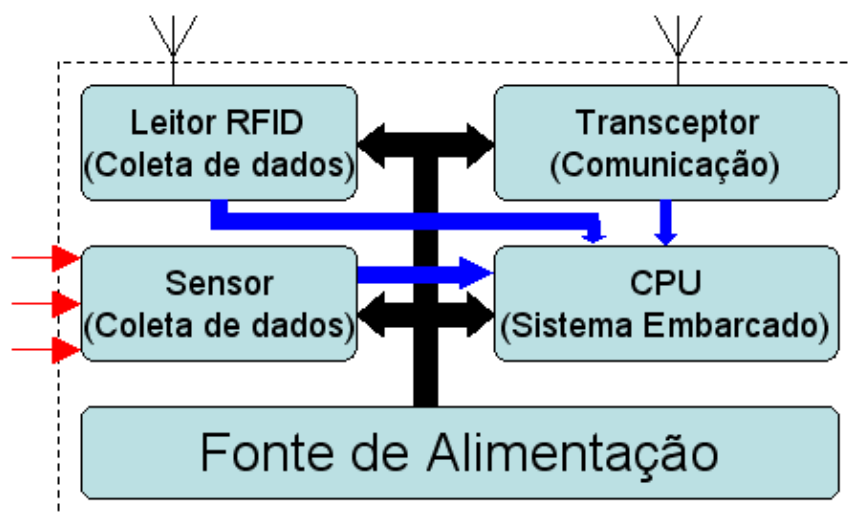 Leitor RFID
(Coleta de dados)
Transceptor
(Comunicação)
Sensor
(Coleta de dados)
CPU
(Sistema Embarcado)
Fonte de Alimentação